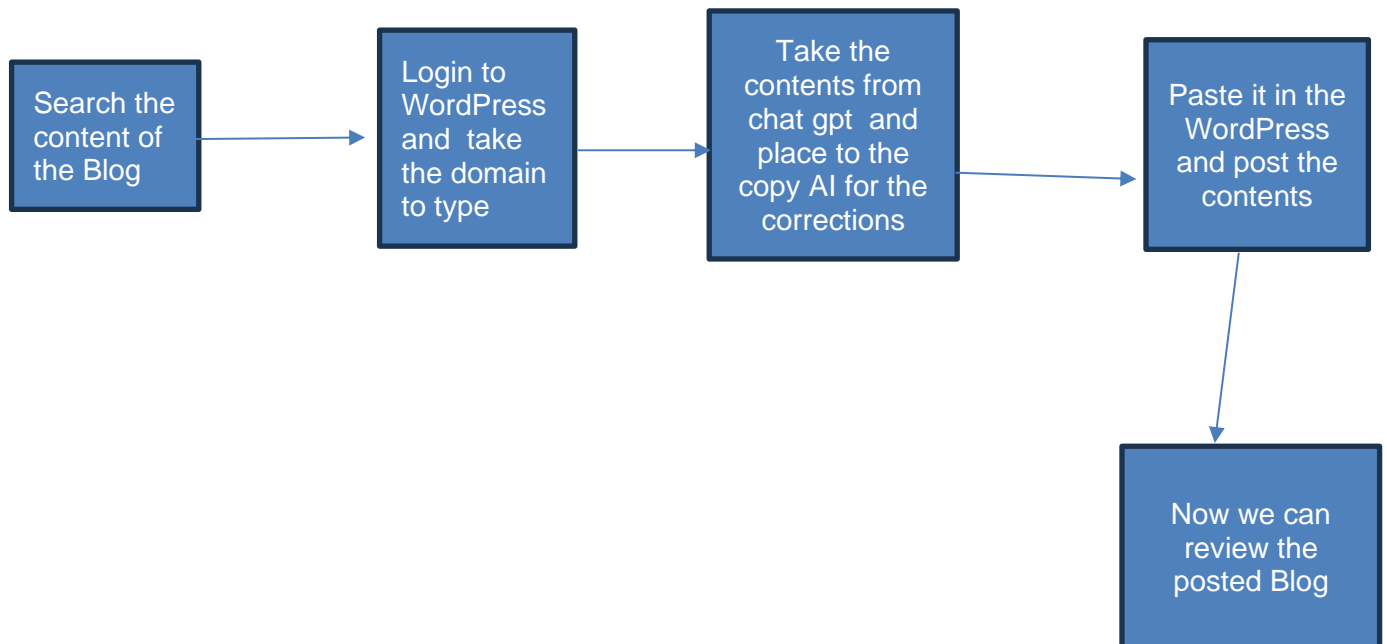 Search the
content of
the Blog
Login to
WordPress
and  take
the domain
to type
Take the
contents from
chat gpt  and
place to the
copy AI for the
corrections
Paste it in the
WordPress
and post the
contents
Now we can
review the
posted Blog